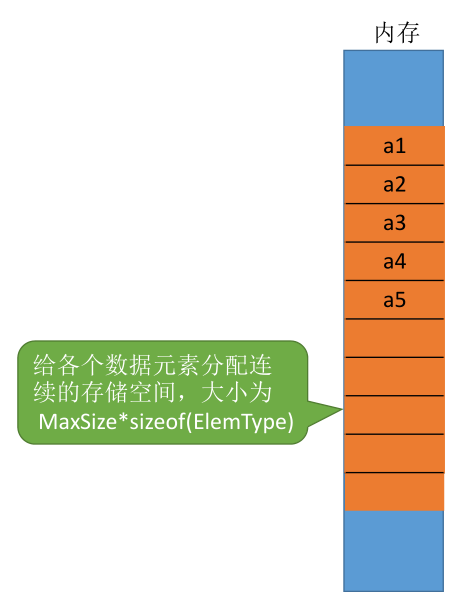 内存
a1
a2
a3
a4
a5
给各个数据元素分配连
续的存储空间，大小为
MaxSize*sizeof(ElemType)